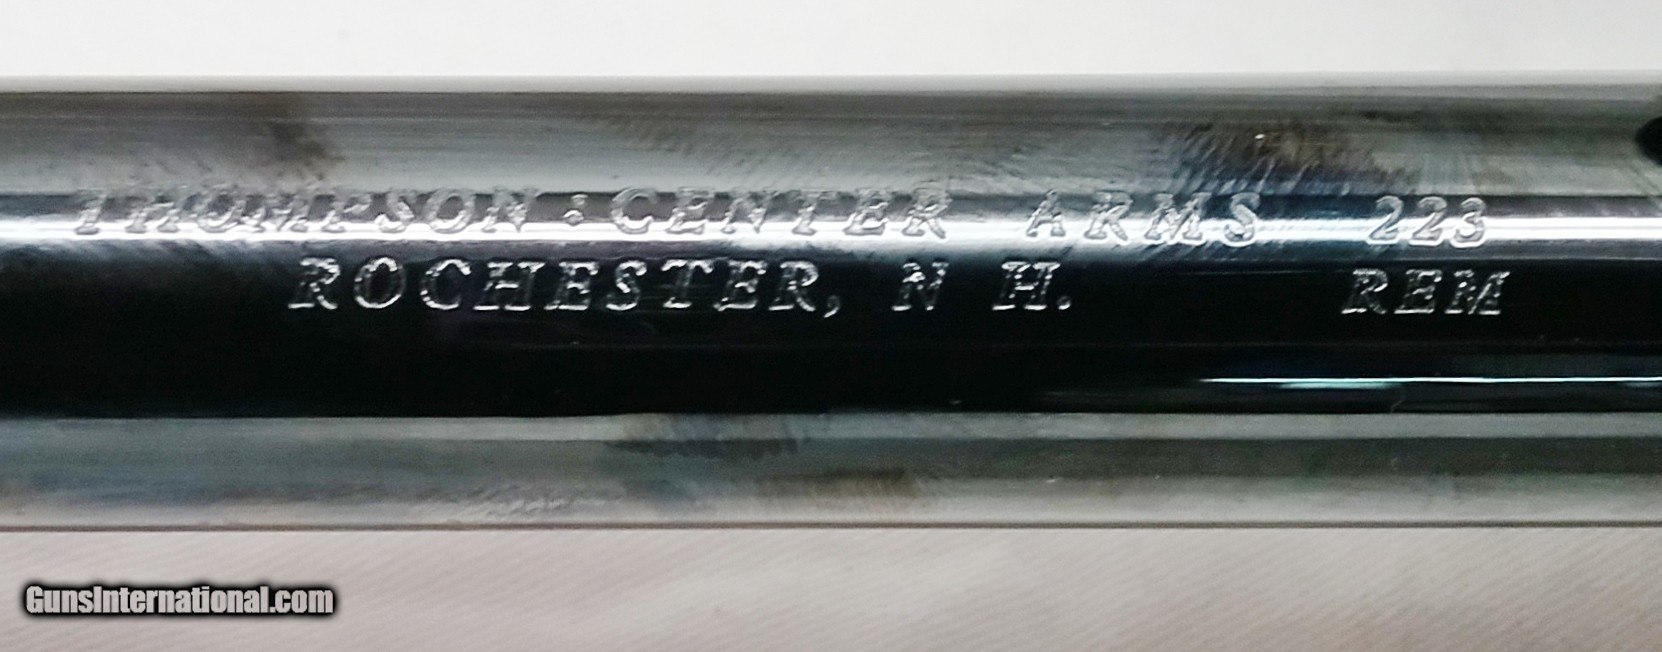 THOMPSON : CENTER ARMS 223
ROCHESTER, N H. REM
GunsInternational.com